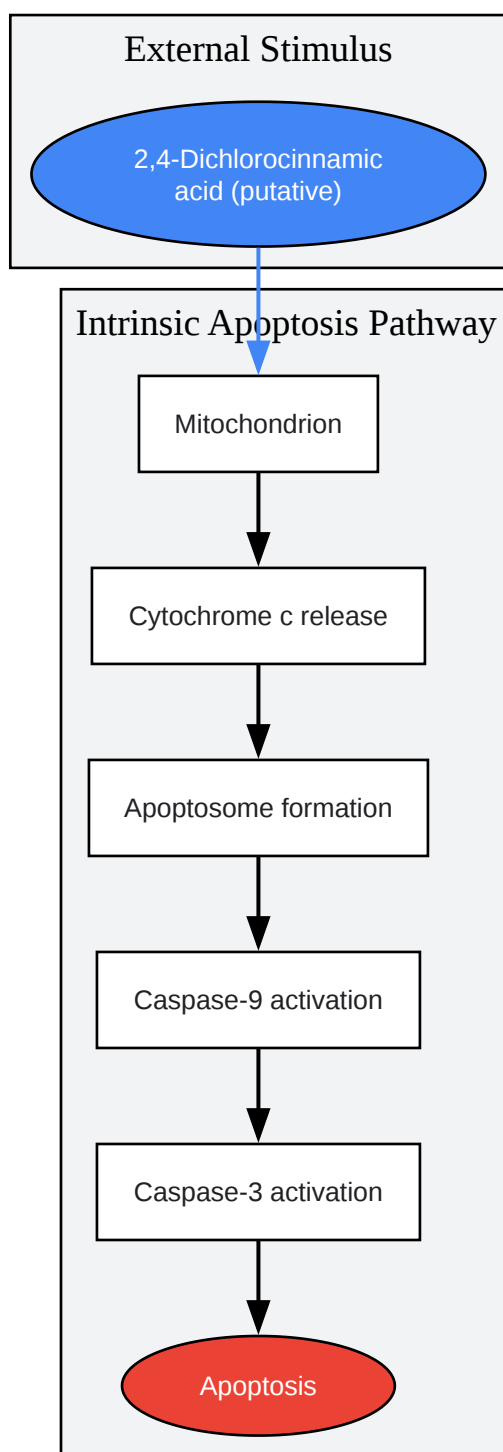 External Stimulus
2,4-Dichlorocinnamic
acid (putative)
Intrinsic Apoptosis Pathway
Mitochondrion
Cytochrome c release
Apoptosome formation
Caspase-9 activation
Caspase-3 activation
Apoptosis